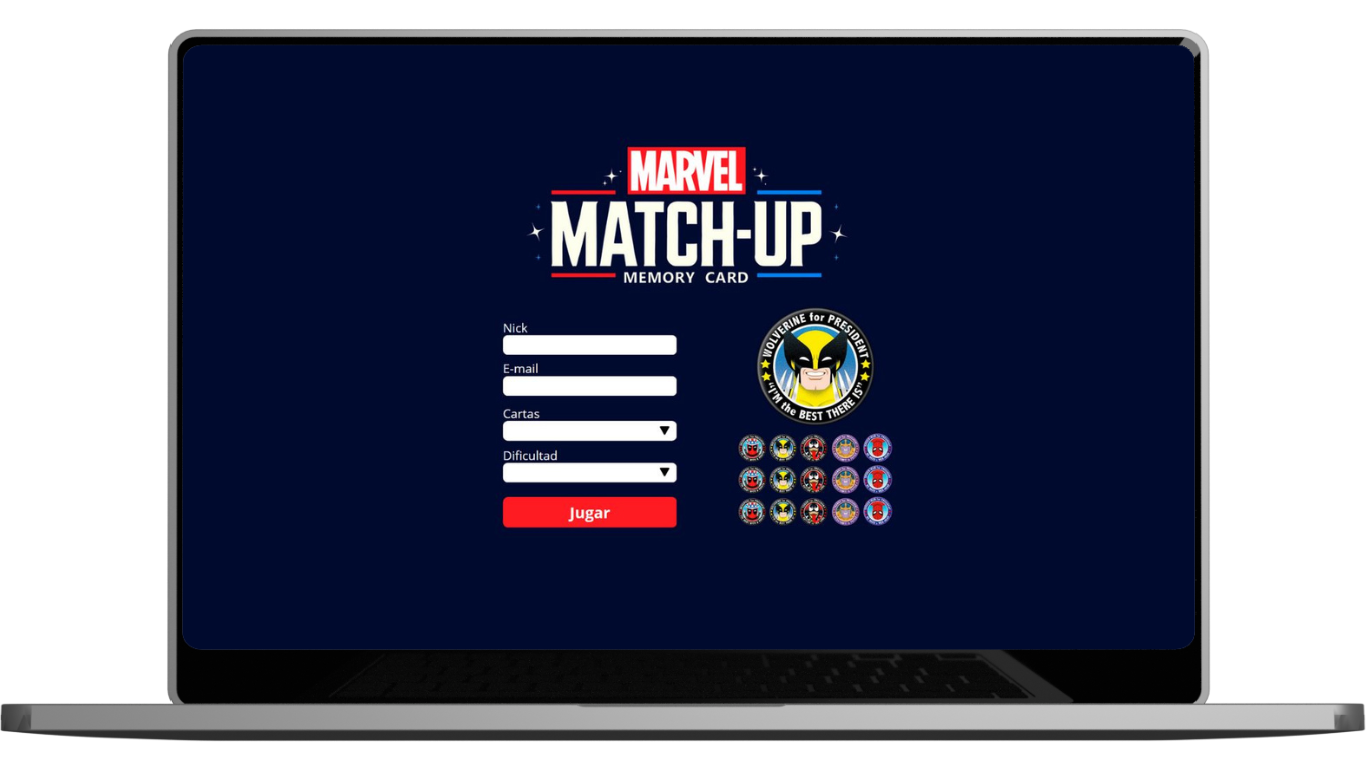 MARVEL
MATCH-UP
MEMORY CARD
Nick
E-mail
Cartas
Dificultad
Jugar
WOLVERINE for PRESIDENT
"I'M the BEST THERE IS"